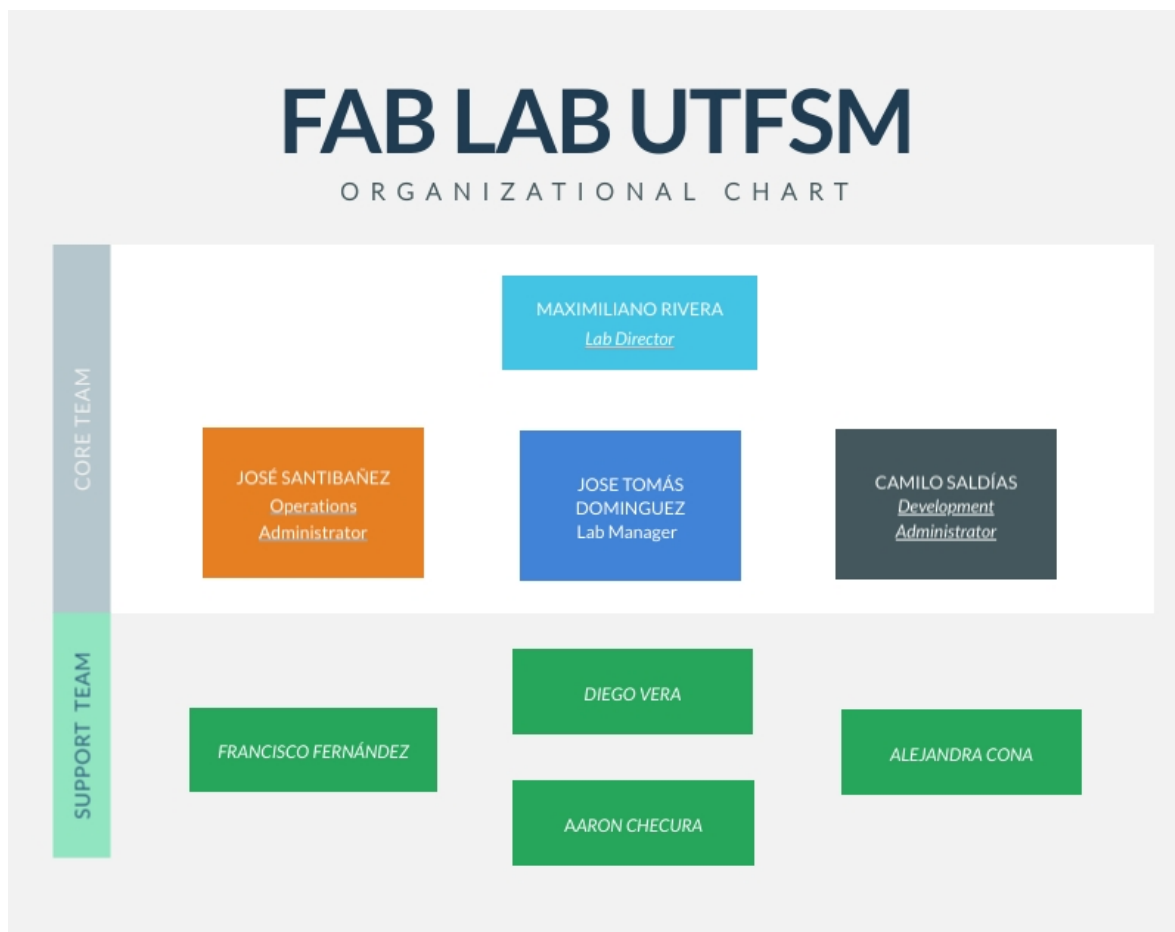 FAB LAB UTFSM
ORGANIZATIONAL CHART
CORE TEAM
MAXIMILIANO RIVERA
Lab Director
JOSÉ SANTIBAÑEZ
Operations
Administrator
JOSE TOMÁS
DOMINGUEZ
Lab Manager
CAMILO SALDÍAS
Development
Administrator
SUPPORT TEAM
FRANCISCO FERNÁNDEZ
DIEGO VERA
AARON CHECURA
ALEJANDRA CONA